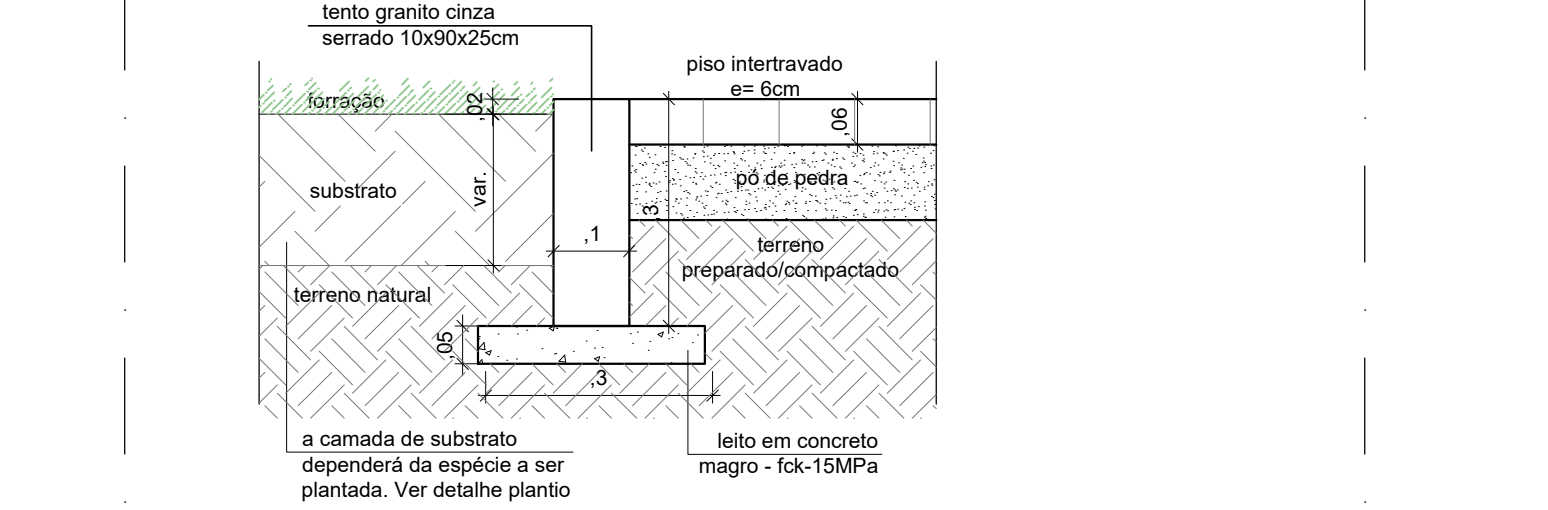 tento granito cinza
serrado 10x90x25cm
piso intertravado
e= 6cm
forração
,02
,06
substrato
var.
pó de pedra
,3
,1
terreno
preparado/compactado
terreno natural
,05
,3
a camada de substrato
dependerá da espécie a ser
plantada. Ver detalhe plantio
leito em concreto
magro - fck-15MPa